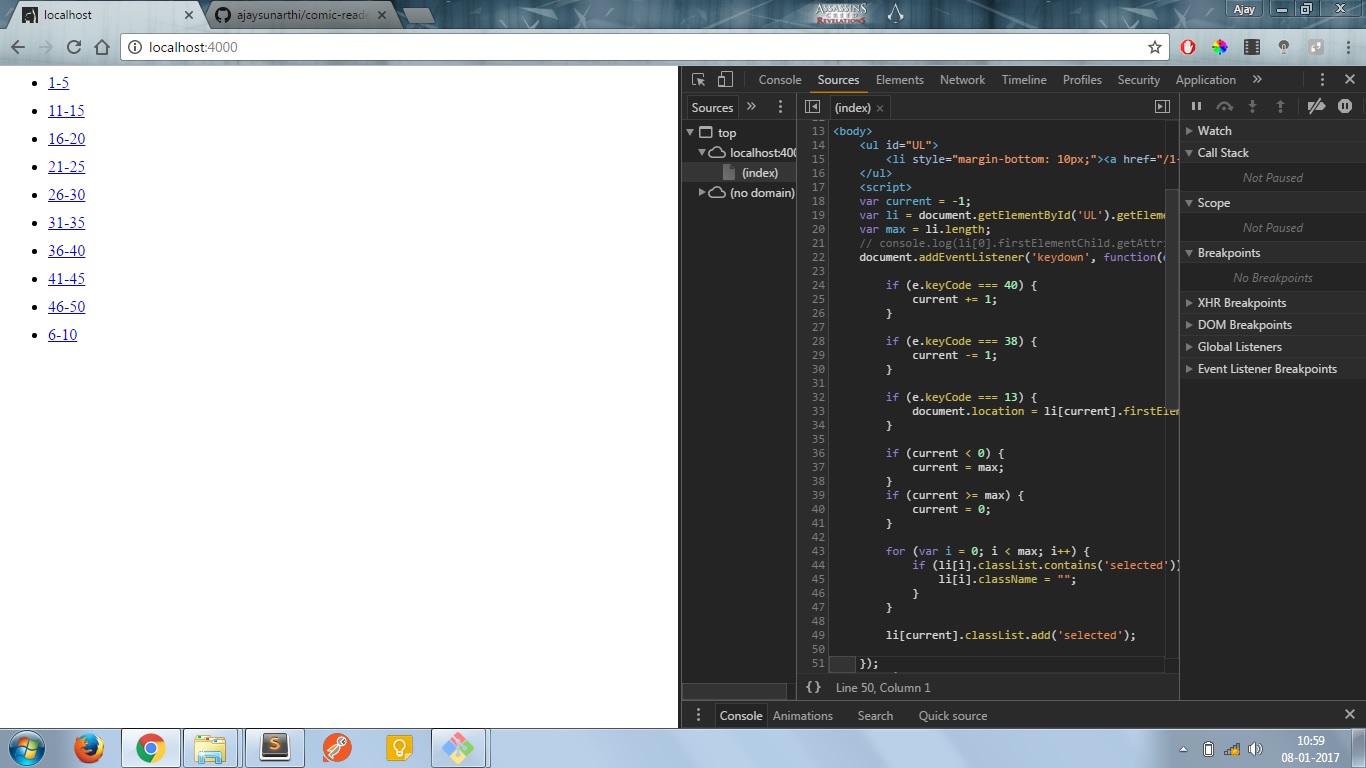 localhost
ajaysunarthi/comic-read
ASSASSINS
CREED
REVELATIONS
Ajay
localhost:4000
1-5
11-15
16-20
21-25
26-30
31-35
36-40
41-45
46-50
6-10
Console Sources Elements Network Timeline Profiles Security Application »
Sources »
(index) ×
top
localhost:400
(index)
(no domain)
13 <body>
14 <ul id="UL">
15 <li style="margin-bottom: 10px;"><a href="/1-
16 </ul>
17 <script>
18 var current = -1;
19 var li = document.getElementById('UL').getEleme
20 var max = li.length;
21 // console.log(li[0].firstElementChild.getAttri
22 document.addEventListener('keydown', function(e
23
24 if (e.keyCode === 40) {
25 current += 1;
26 }
27
28 if (e.keyCode === 38) {
29 current -= 1;
30 }
31
32 if (e.keyCode === 13) {
33 document.location = li[current].firstElem
34 }
35
36 if (current < 0) {
37 current = max;
38 }
39 if (current >= max) {
40 current = 0;
41 }
42
43 for (var i = 0; i < max; i++) {
44 if (li[i].classList.contains('selected'))
45 li[i].className = "";
46 }
47 }
48
49 li[current].classList.add('selected');
50
51 });
{} Line 50, Column 1
Watch
Call Stack
Not Paused
Scope
Not Paused
Breakpoints
No Breakpoints
XHR Breakpoints
DOM Breakpoints
Global Listeners
Event Listener Breakpoints
Console Animations Search Quick source
10:59
08-01-2017